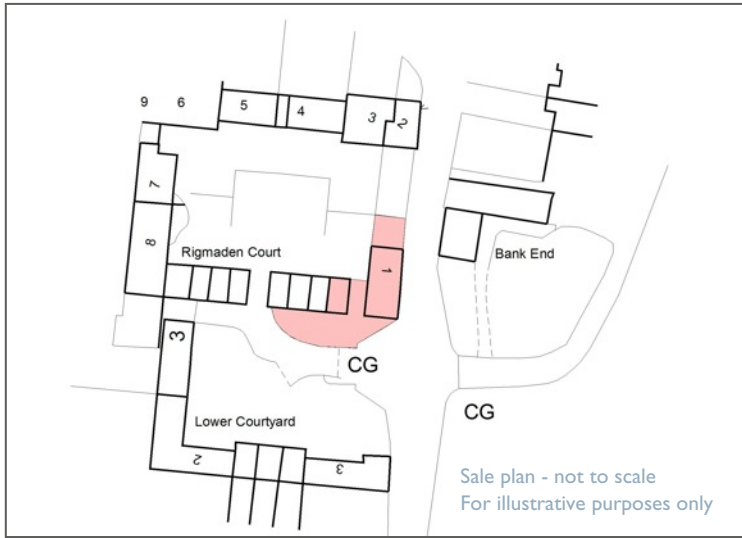 9
6
5
4
3
2
7
8
1
Rigmaden Court
Bank End
CG
3
CG
Lower Courtyard
2
3
Sale plan - not to scale
For illustrative purposes only